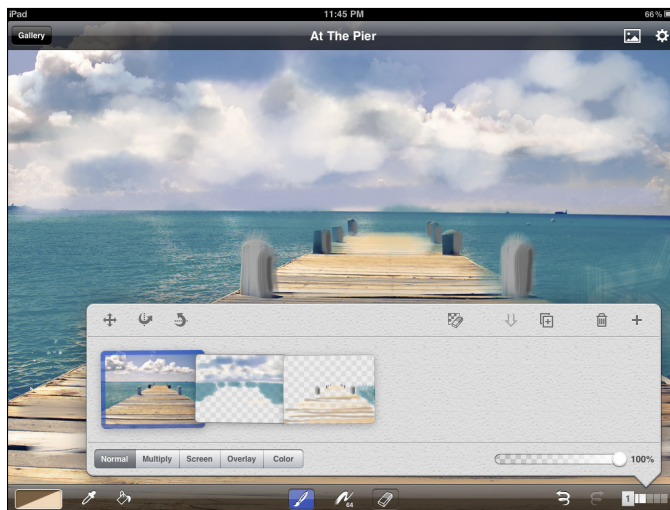 iPad 11:45 PM 66%
Gallery At The Pier
Normal Multiply Screen Overlay Color 100%
64 1